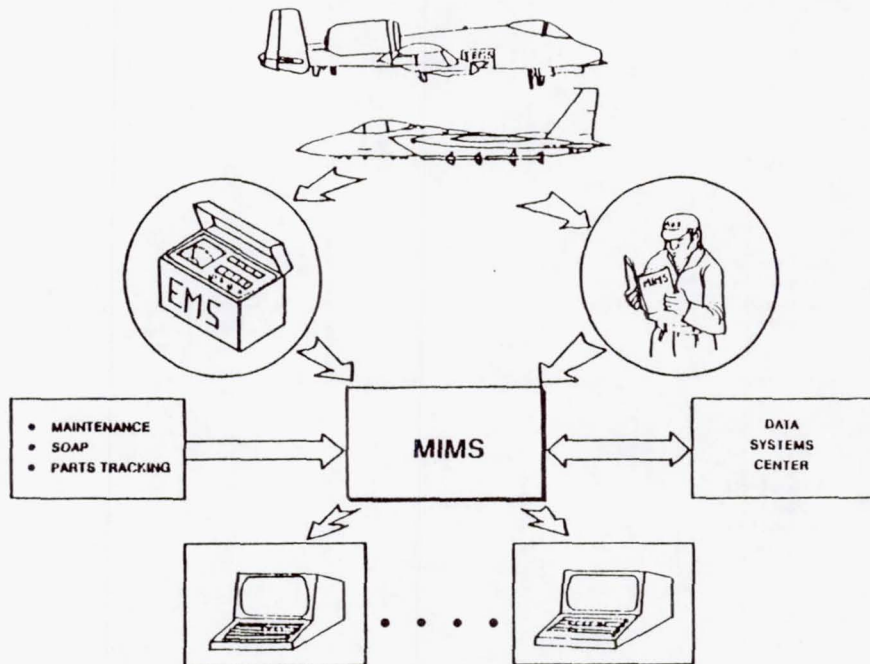 EMS
MIMS
• MAINTENANCE
• SOAP
• PARTS TRACKING
MIMS
DATA
SYSTEMS
CENTER